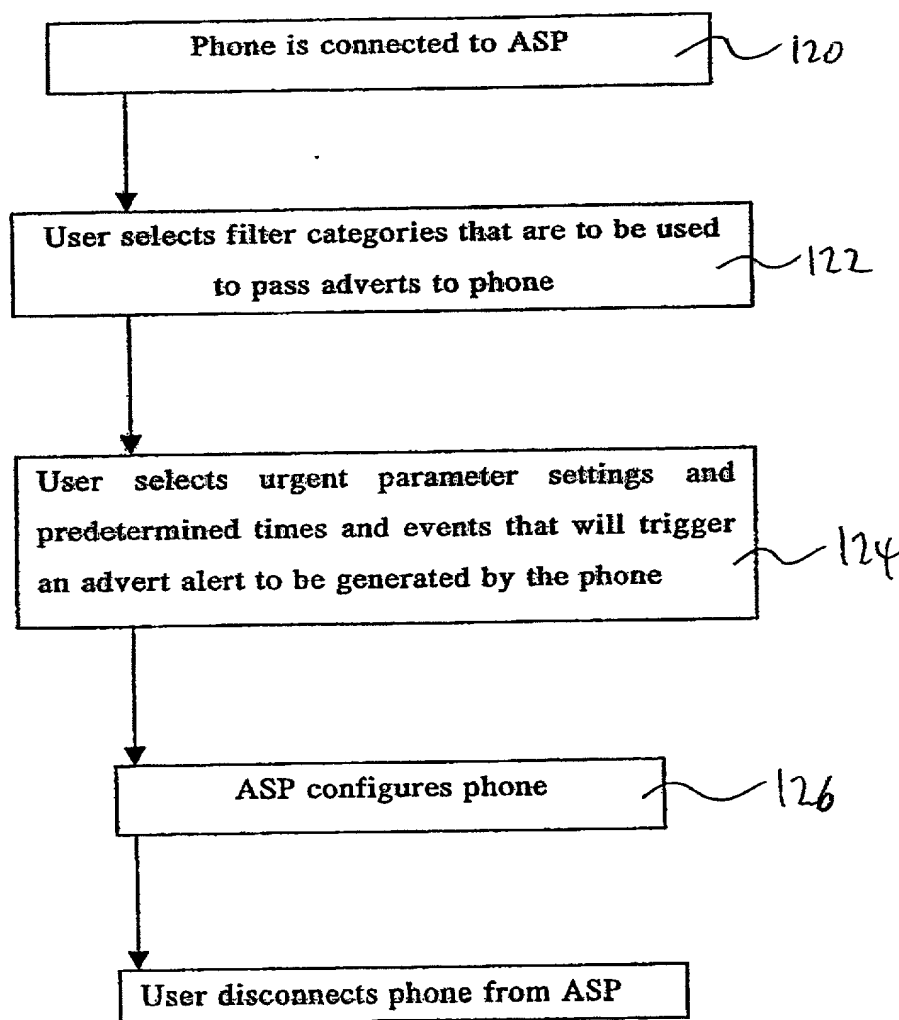 Phone is connected to ASP
120
User selects filter categories that are to be used
to pass adverts to phone
122
User selects urgent parameter settings and
predetermined times and events that will trigger
an advert alert to be generated by the phone
124
ASP configures phone
126
User disconnects phone from ASP